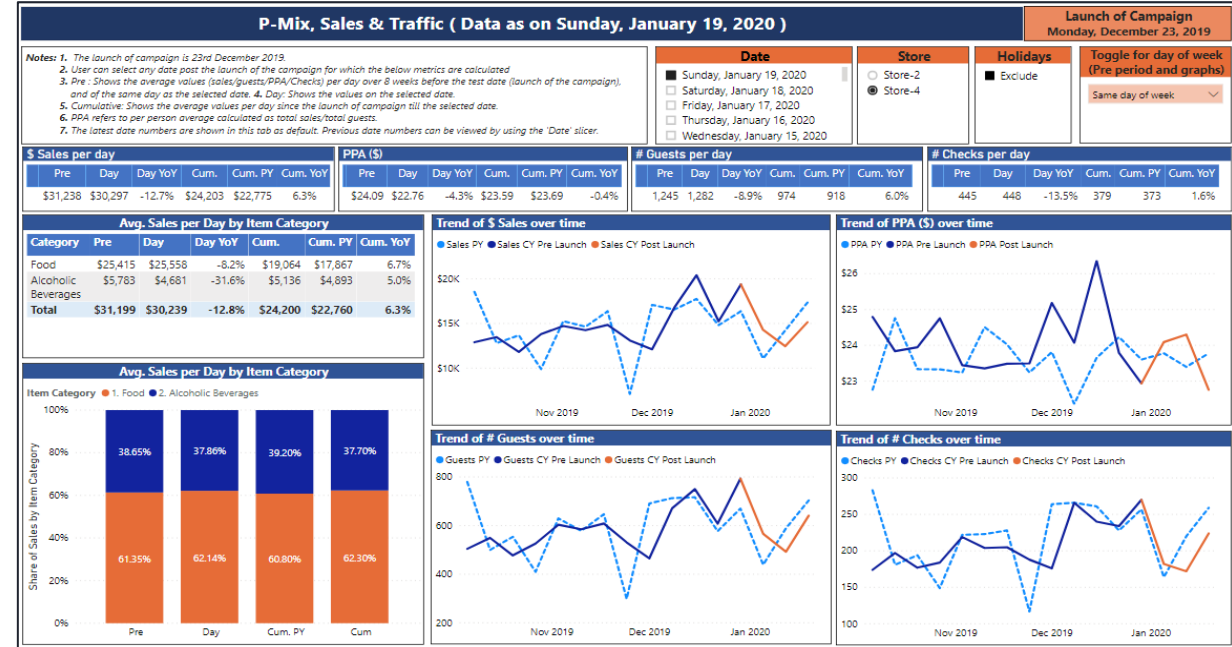 P-Mix, Sales & Traffic ( Data as on Sunday, January 19, 2020 )
Launch of Campaign
Monday, December 23, 2019
Notes: 1. The launch of campaign is 23rd December 2019.
2. User can select any date post the launch of the campaign for which the below metrics are calculated
3. Pre : Shows the average values (sales/guests/PPA/Checks) per day over 8 weeks before the test date (launch of the campaign),
and of the same day as the selected date. 4. Day: Shows the values on the selected date.
5. Cumulative: Shows the average values per day since the launch of campaign till the selected date.
6. PPA refers to per person average calculated as total sales/total guests.
7. The latest date numbers are shown in this tab as default. Previous date numbers can be viewed by using the 'Date' slicer.
Date
Sunday, January 19, 2020
Saturday, January 18, 2020
Friday, January 17, 2020
Thursday, January 16, 2020
Wednesday, January 15, 2020
Store
Store-2
Store-4
Holidays
Exclude
Toggle for day of week
(Pre period and graphs)
Same day of week
$ Sales per day
Pre Day Day YoY Cum. Cum. PY Cum. YoY
$31,238 $30,297 -12.7% $24,203 $22,775 6.3%
PPA ($)
Pre Day Day YoY Cum. Cum. PY Cum. YoY
$24.09 $22.76 -4.3% $23.59 $23.69 -0.4%
# Guests per day
Pre Day Day YoY Cum. Cum. PY Cum. YoY
1,245 1,282 -8.9% 974 918 6.0%
# Checks per day
Pre Day Day YoY Cum. Cum. PY Cum. YoY
445 448 -13.5% 379 373 1.6%
Avg. Sales per Day by Item Category
Category Pre Day Day YoY Cum. Cum. PY Cum. YoY
Food $25,415 $25,558 -8.2% $19,064 $17,867 6.7%
Alcoholic $5,783 $4,681 -31.6% $5,136 $4,893 5.0%
Beverages
Total $31,199 $30,239 -12.8% $24,200 $22,760 6.3%
Avg. Sales per Day by Item Category
Item Category 1. Food 2. Alcoholic Beverages
Share of Sales by Item Category
100%
80%
60%
40%
20%
0%
38.65% 37.86% 39.20% 37.70%
61.35% 62.14% 60.80% 62.30%
Pre Day Cum. PY Cum
Trend of $ Sales over time
Sales PY Sales CY Pre Launch Sales CY Post Launch
$20K
$15K
$10K
Nov 2019 Dec 2019 Jan 2020
Trend of PPA ($) over time
PPA PY PPA Pre Launch PPA Post Launch
$26
$25
$24
$23
Nov 2019 Dec 2019 Jan 2020
Trend of # Guests over time
Guests PY Guests CY Pre Launch Guests CY Post Launch
800
600
400
200
Nov 2019 Dec 2019 Jan 2020
Trend of # Checks over time
Checks PY Checks CY Pre Launch Checks CY Post Launch
300
250
200
150
100
Nov 2019 Dec 2019 Jan 2020